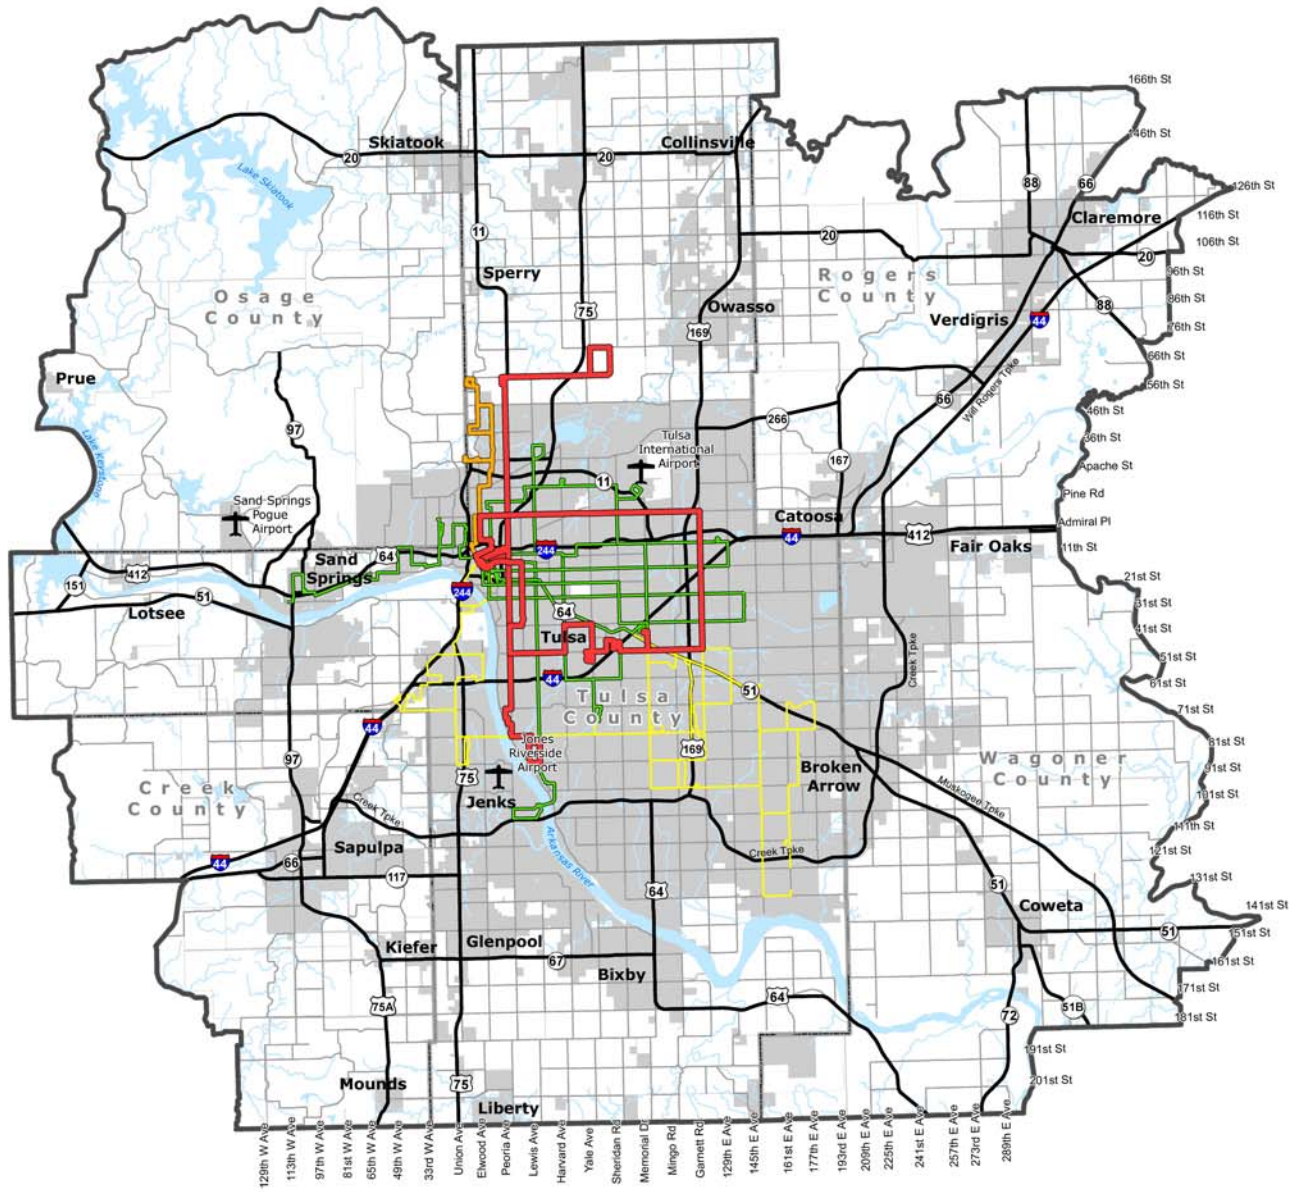 166th St
146th St
Skiatook
Collinsville
20
20
88
66
126th St
Lake Skiatook
Claremore
116th St
11
20
106th St
20
Sperry
Rogers
County
96th St
Osage
County
86th St
88
75
Owasso
Verdigris
44
76th St
169
66th St
Prue
56th St
66
Will Rogers Tpke
46th St
266
97
Tulsa
International
Airport
36th St
167
Apache St
Lake Keystone
11
Pine Rd
Sand Springs
Pogue
Airport
Catoosa
Admiral Pl
44
412
Fair Oaks
11th St
Sand
Springs
64
244
412
151
21st St
51
244
31st St
Lotsee
64
Tulsa
41st St
51st St
Creek Tpke
61st St
44
51
Tulsa
County
71st St
44
Jones
Riverside
Airport
81st St
97
169
Wagoner
County
91st St
75
Broken
Arrow
Creek
County
Jenks
Muskogee Tpke
101st St
Creek Tpke
111th St
Sapulpa
Creek Tpke
121st St
44
66
Arkansas River
131st St
117
64
51
Coweta
141st St
51
151st St
Kiefer
Glenpool
67
Bixby
161st St
171st St
64
75A
51B
181st St
72
191st St
Mounds
75
201st St
Liberty
129th W Ave
113th W Ave
97th W Ave
81st W Ave
65th W Ave
49th W Ave
33rd W Ave
Union Ave
Elwood Ave
Peoria Ave
Lewis Ave
Harvard Ave
Yale Ave
Sheridan Rd
Memorial Dr
Mingo Rd
Garnett Rd
129th E Ave
145th E Ave
161st E Ave
177th E Ave
193rd E Ave
209th E Ave
225th E Ave
241st E Ave
257th E Ave
273rd E Ave
289th E Ave